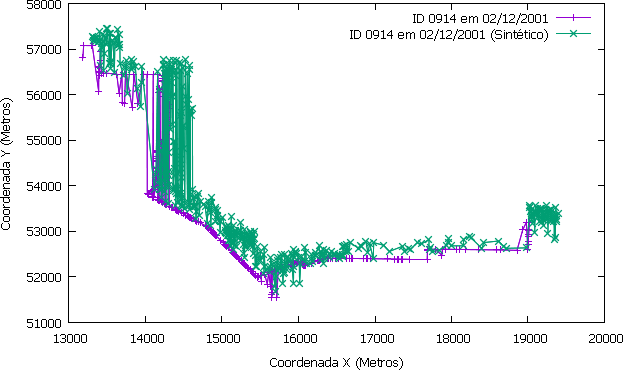 58000
57000
56000
55000
54000
53000
52000
51000
13000 14000 15000 16000 17000 18000 19000 20000
Coordenada Y (Metros)
Coordenada X (Metros)
ID 0914 em 02/12/2001
ID 0914 em 02/12/2001 (Sintético)